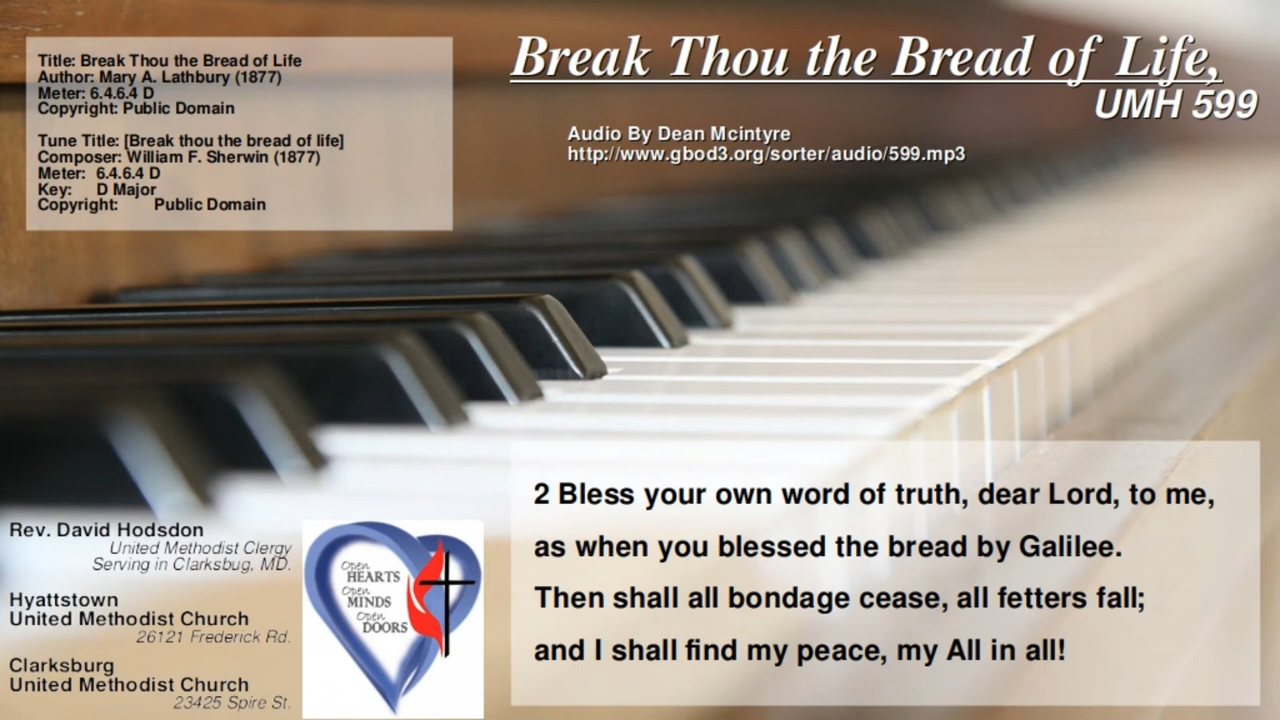 Title: Break Thou the Bread of Life
Author: Mary A. Lathbury (1877)
Meter: 6.4.6.4 D
Copyright: Public Domain
Tune Title: [Break thou the bread of life]
Composer: William F. Sherwin (1877)
Meter: 6.4.6.4 D
Key: D Major
Copyright: Public Domain
Break Thou the Bread of Life,
UMH 599
Audio By Dean Mcintyre
http://www.gbod3.org/sorter/audio/599.mp3
2 Bless your own word of truth, dear Lord, to me,
as when you blessed the bread by Galilee.
Then shall all bondage cease, all fetters fall;
and I shall find my peace, my All in all!
Rev. David Hodsdon
United Methodist Clergy
Serving in Clarksbug, MD.
Hyattstown
United Methodist Church
26121 Frederick Rd.
Clarksburg
United Methodist Church
23425 Spire St.
Open
HEARTS
Open
MINDS
Open
DOORS